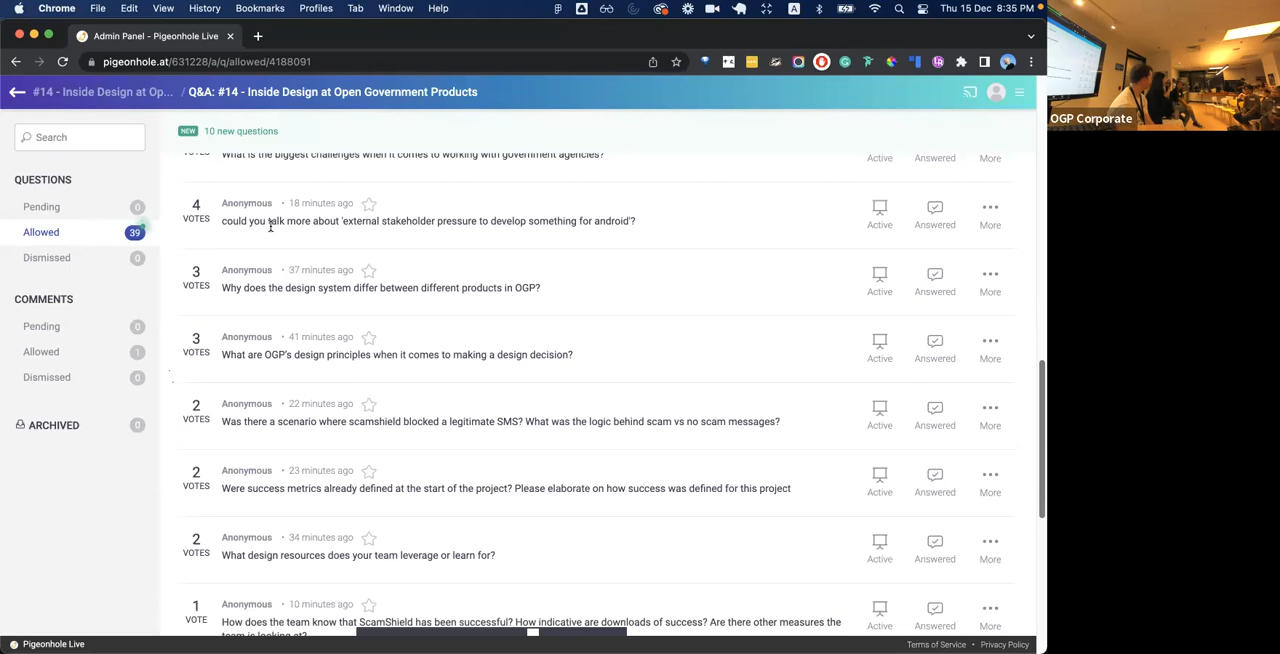 Chrome File Edit View History Bookmarks Profiles Tab Window Help Thu 15 Dec 8:35 PM
Admin Panel - Pigeonhole Live
pigeonhole.at/631228/a/q/allowed/4188091
#14 - Inside Design at Op... / Q&A: #14 - Inside Design at Open Government Products
OGP Corporate
Search
QUESTIONS
Pending 0
Allowed 39
Dismissed 0
COMMENTS
Pending 0
Allowed 1
Dismissed 0
ARCHIVED 0
NEW 10 new questions
VOTES What is the biggest challenges when it comes to working with government agencies? Active Answered More
4 Anonymous • 18 minutes ago
VOTES could you talk more about 'external stakeholder pressure to develop something for android'?
Active Answered More
3 Anonymous • 37 minutes ago
VOTES Why does the design system differ between different products in OGP?
Active Answered More
3 Anonymous • 41 minutes ago
VOTES What are OGP's design principles when it comes to making a design decision?
Active Answered More
2 Anonymous • 22 minutes ago
VOTES Was there a scenario where scamshield blocked a legitimate SMS? What was the logic behind scam vs no scam messages?
Active Answered More
2 Anonymous • 23 minutes ago
VOTES Were success metrics already defined at the start of the project? Please elaborate on how success was defined for this project
Active Answered More
2 Anonymous • 34 minutes ago
VOTES What design resources does your team leverage or learn for?
Active Answered More
1 Anonymous • 10 minutes ago
VOTE How does the team know that ScamShield has been successful? How indicative are downloads of success? Are there other measures the
team is looking at?
Active Answered More
Pigeonhole Live Terms of Service • Privacy Policy